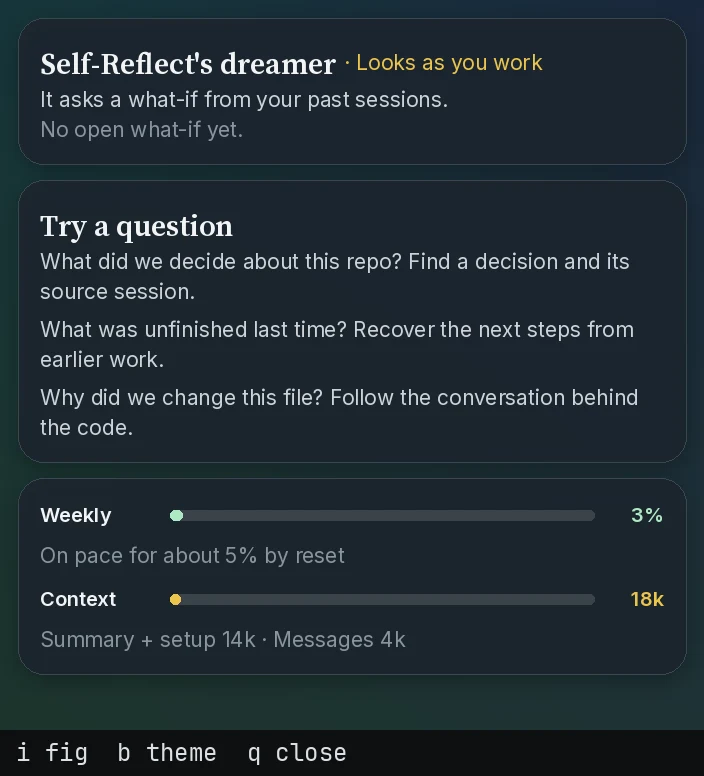 Self-Reflect's dreamer · Looks as you work
It asks a what-if from your past sessions.
No open what-if yet.
Try a question
What did we decide about this repo? Find a decision and its
source session.
What was unfinished last time? Recover the next steps from
earlier work.
Why did we change this file? Follow the conversation behind
the code.
Weekly 3%
On pace for about 5% by reset
Context 18k
Summary + setup 14k · Messages 4k
i fig b theme q close